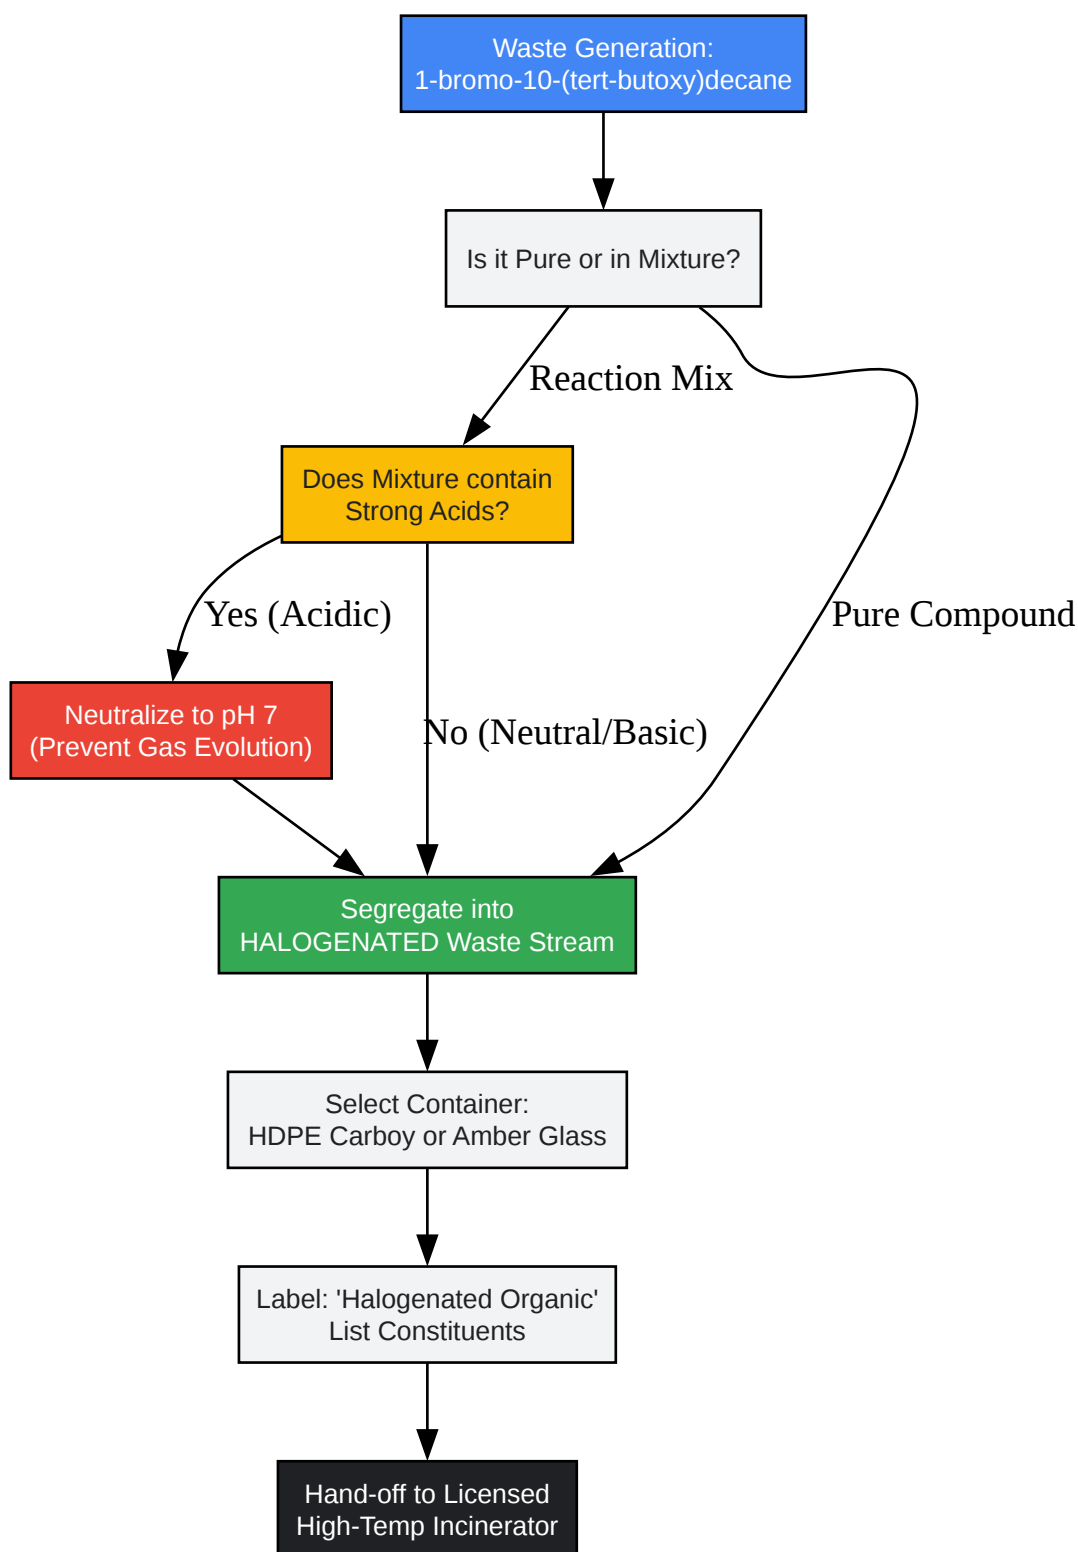 Waste Generation:
1-bromo-10-(tert-butoxy)decane
Is it Pure or in Mixture?
Reaction Mix
Does Mixture contain
Strong Acids?
Yes (Acidic)
Pure Compound
Neutralize to pH 7
(Prevent Gas Evolution)
No (Neutral/Basic)
Segregate into
HALOGENATED Waste Stream
Select Container:
HDPE Carboy or Amber Glass
Label: 'Halogenated Organic'
List Constituents
Hand-off to Licensed
High-Temp Incinerator